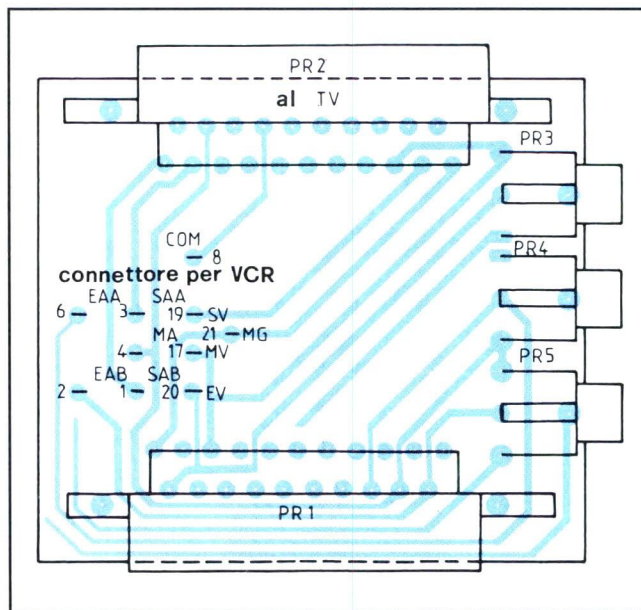 PR2
al TV
PR3
COM
8
PR4
connettore per VCR
EAA SAA
6 3 19 SV
MA 21 MG
4 17 MV
PR5
EAB SAB
2 1 20 EV
PR1